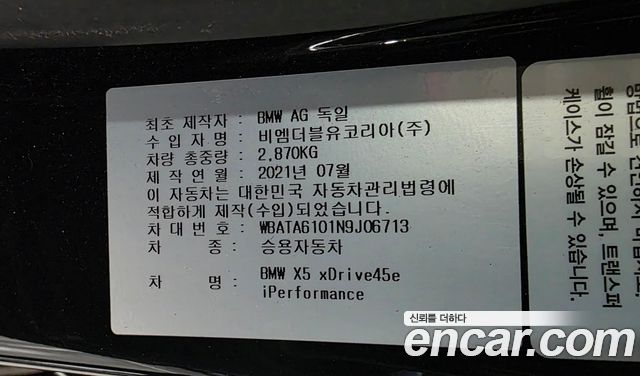 최초 제작자 : BMW AG 독일
수 입 자 명 : 비엠더블유코리아(주)
차량 총중량 : 2,870KG
제 작 연 월 : 2021년 07월
이 자동차는 대한민국 자동차관리법령에
적합하게 제작(수입)되었습니다.
차 대 번 호 : WBATA6101N9J06713
차 종 : 승용자동차
차 명 : BMW X5 xDrive45e
iPerformance
휠이 잠길 수 있으며, 트랜스퍼
케이스가 손상될 수 있습니다.
신뢰를 더하다
encar.com